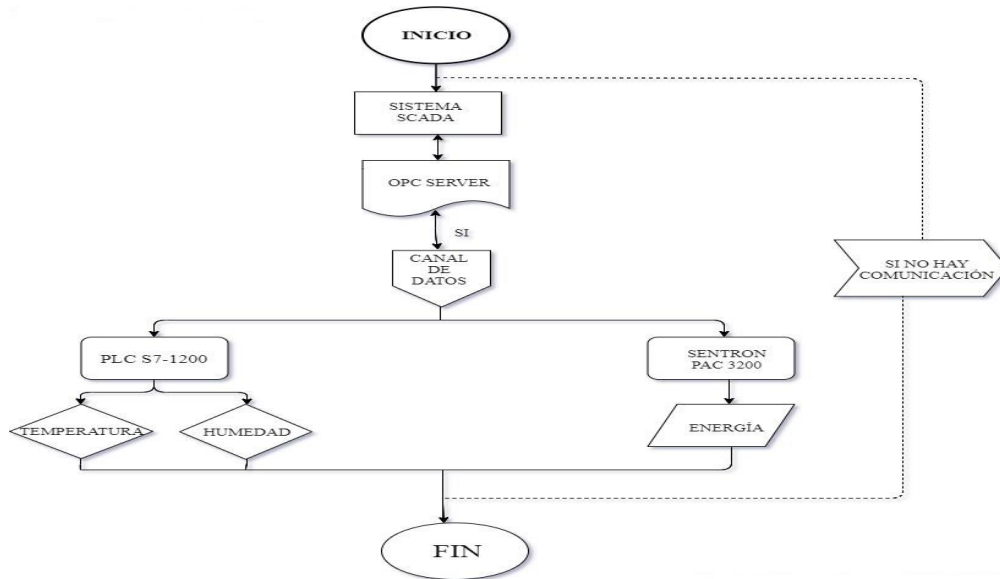 INICIO
SISTEMA
SCADA
OPC SERVER
SI
CANAL
DE
DATOS
SI NO HAY
COMUNICACIÓN
PLC S7-1200
SENTRON
PAC 3200
TEMPERATURA
HUMEDAD
ENERGÍA
FIN